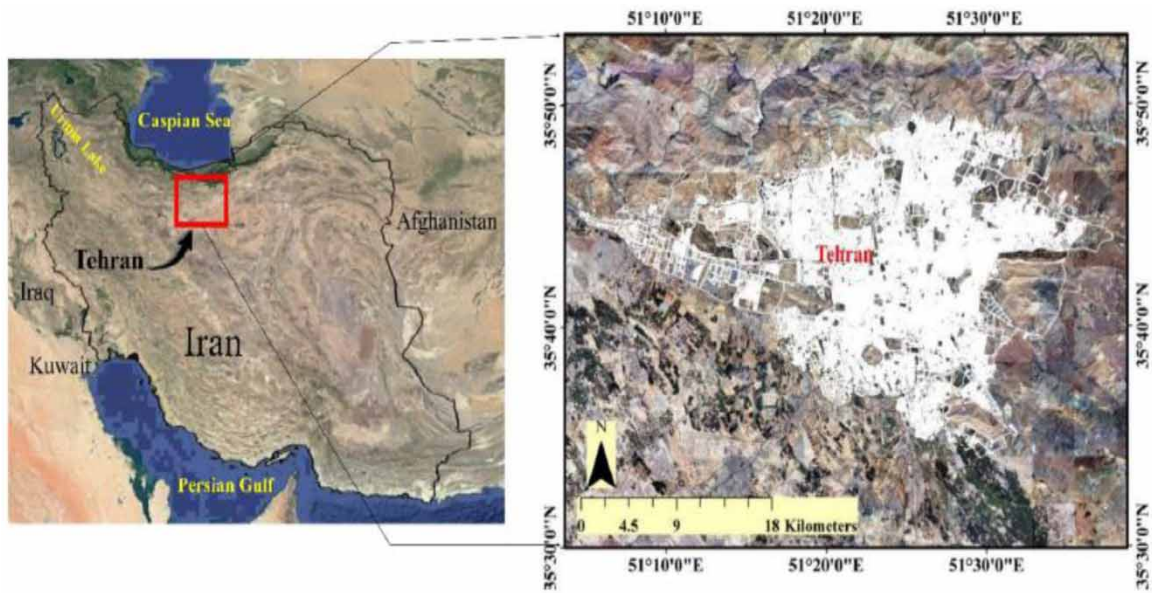 Caspian Sea
Urmia Lake
Afghanistan
Tehran
Iraq
Iran
Kuwait
Persian Gulf
51°10'0"E 51°20'0"E 51°30'0"E
35°50'0"N 35°50'0"N
Tehran
35°40'0"N 35°40'0"N
N
0 4.5 9 18 Kilometers
35°30'0"N 35°30'0"N
51°10'0"E 51°20'0"E 51°30'0"E